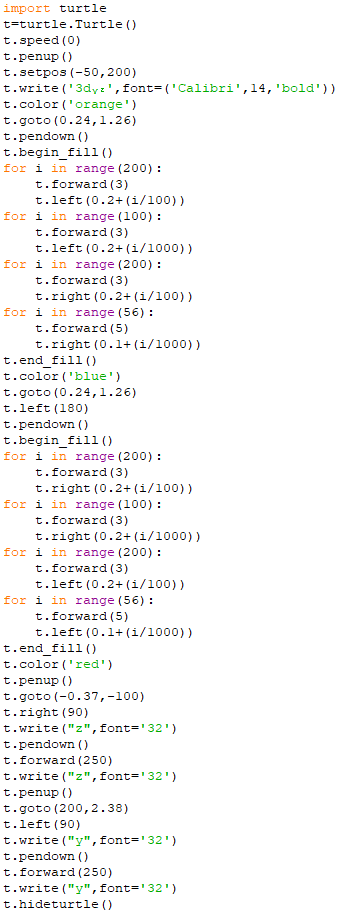 import turtle
t=turtle.Turtle()
t.speed(0)
t.penup()
t.setpos(-50,200)
t.write('3dᵧ𝓏',font=('Calibri',14,'bold'))
t.color('orange')
t.goto(0.24,1.26)
t.pendown()
t.begin_fill()
for i in range(200):
    t.forward(3)
    t.left(0.2+(i/100))
for i in range(100):
    t.forward(3)
    t.left(0.2+(i/1000))
for i in range(200):
    t.forward(3)
    t.right(0.2+(i/100))
for i in range(56):
    t.forward(5)
    t.right(0.1+(i/1000))
t.end_fill()
t.color('blue')
t.goto(0.24,1.26)
t.left(180)
t.pendown()
t.begin_fill()
for i in range(200):
    t.forward(3)
    t.right(0.2+(i/100))
for i in range(100):
    t.forward(3)
    t.right(0.2+(i/1000))
for i in range(200):
    t.forward(3)
    t.left(0.2+(i/100))
for i in range(56):
    t.forward(5)
    t.left(0.1+(i/1000))
t.end_fill()
t.color('red')
t.penup()
t.goto(-0.37,-100)
t.right(90)
t.write("z",font='32')
t.pendown()
t.forward(250)
t.write("z",font='32')
t.penup()
t.goto(200,2.38)
t.left(90)
t.write("y",font='32')
t.pendown()
t.forward(250)
t.write("y",font='32')
t.hideturtle()